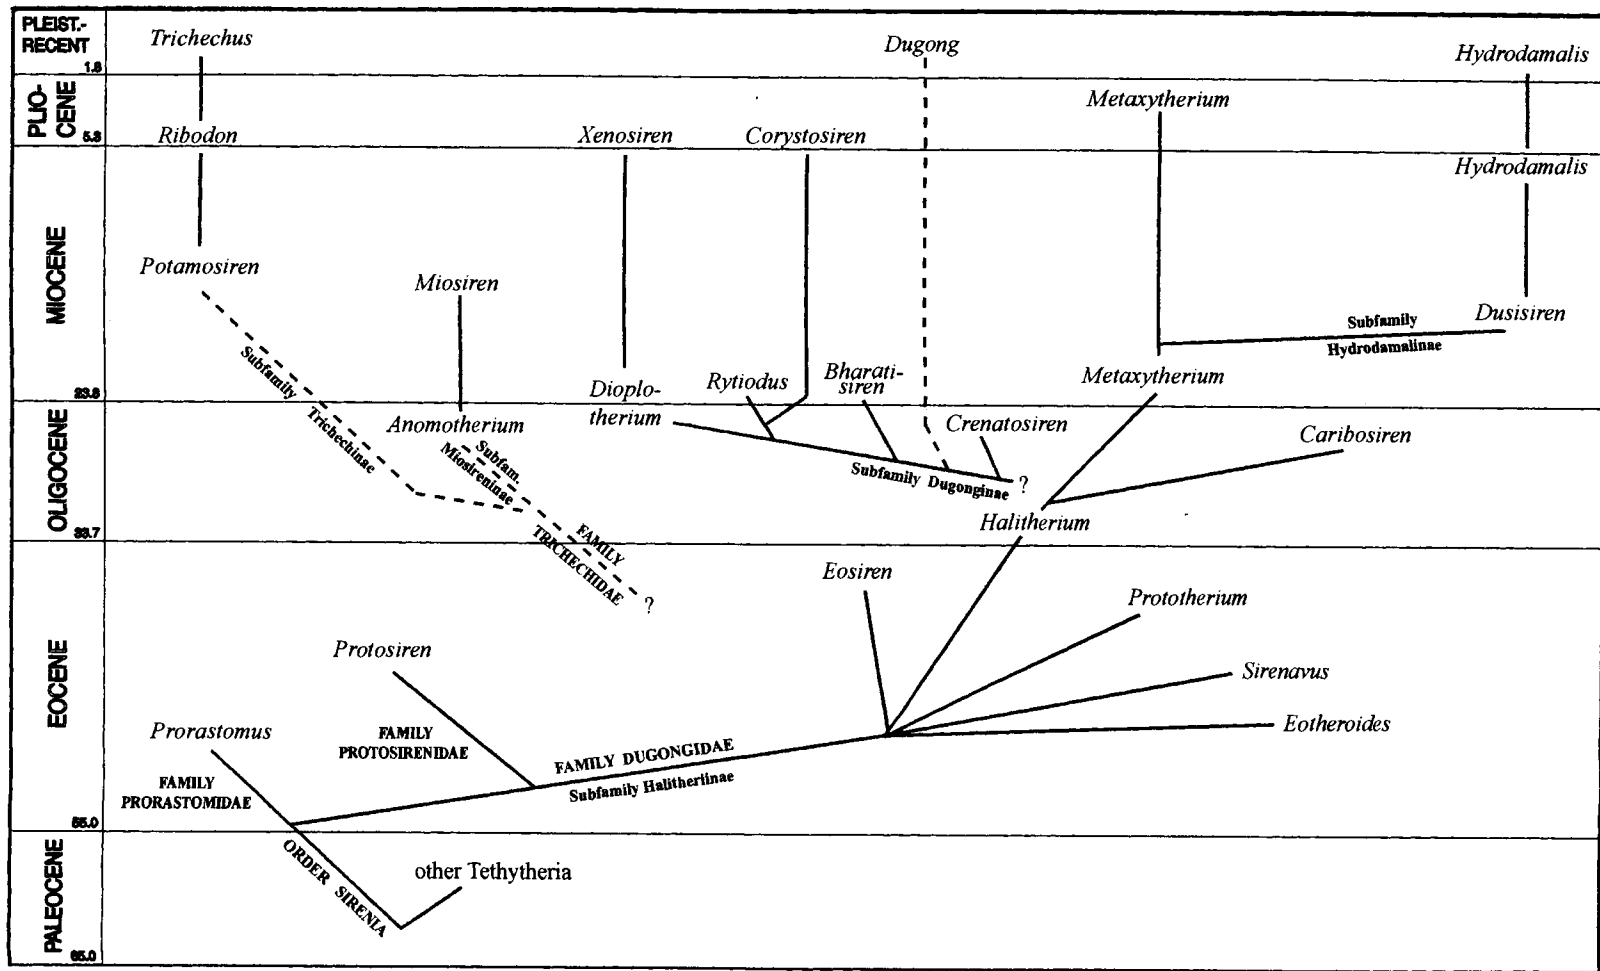 PLEIST.-
RECENT
Trichechus
Dugong
Hydrodamalis
1.8
PLIO-
CENE
Metaxytherium
5.3
Ribodon
Xenosiren
Corystosiren
Hydrodamalis
MIOCENE
Potamosiren
Miosiren
Dusisiren
Subfamily
Hydrodamalinae
Subfamily Trichechinae
Bharati-
siren
Rytiodus
Metaxytherium
Dioplo-
therium
23.8
OLIGOCENE
Anomotherium
Crenatosiren
Caribosiren
Subfam.
Miosireninae
Subfamily Dugonginae
?
Halitherium
33.7
FAMILY
TRICHECHIDAE
?
EOCENE
Eosiren
Prototherium
Protosiren
Sirenavus
Prorastomus
Eotheroides
FAMILY
PROTOSIRENIDAE
FAMILY DUGONGIDAE
Subfamily Halitheriinae
FAMILY
PRORASTOMIDAE
55.0
PALEOCENE
ORDER SIRENIA
other Tethytheria
65.0